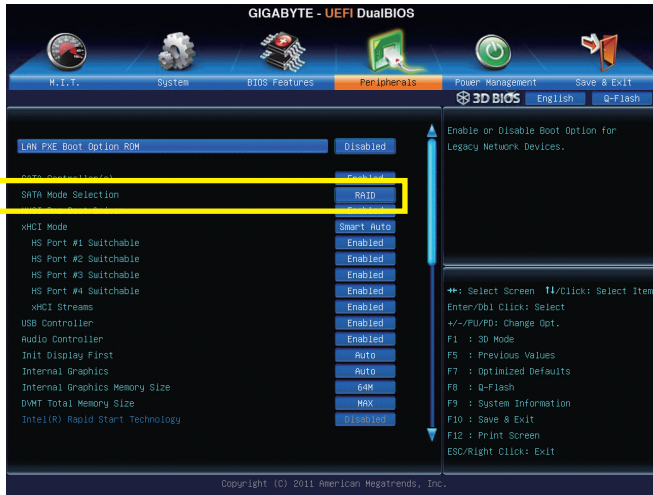 GIGABYTE - UEFI DualBIOS
M.I.T. System BIOS Features Peripherals Power Management Save & Exit
3D BIOS English Q-Flash
LAN PXE Boot Option ROM Disabled
SATA Controller(s) Enabled
SATA Mode Selection RAID
Enabled
xHCI Mode Smart Auto
HS Port #1 Switchable Enabled
HS Port #2 Switchable Enabled
HS Port #3 Switchable Enabled
HS Port #4 Switchable Enabled
xHCI Streams Enabled
USB Controller Enabled
Audio Controller Enabled
Init Display First Auto
Internal Graphics Auto
Internal Graphics Memory Size 64M
DVMT Total Memory Size MAX
Intel(R) Rapid Start Technology Disabled
Enable or Disable Boot Option for
Legacy Network Devices.
→←: Select Screen ↑↓/Click: Select Item
Enter/Dbl Click: Select
+/-/PU/PD: Change Opt.
F1 : 3D Mode
F5 : Previous Values
F7 : Optimized Defaults
F8 : Q-Flash
F9 : System Information
F10 : Save & Exit
F12 : Print Screen
ESC/Right Click: Exit
Copyright (C) 2011 American Megatrends, Inc.